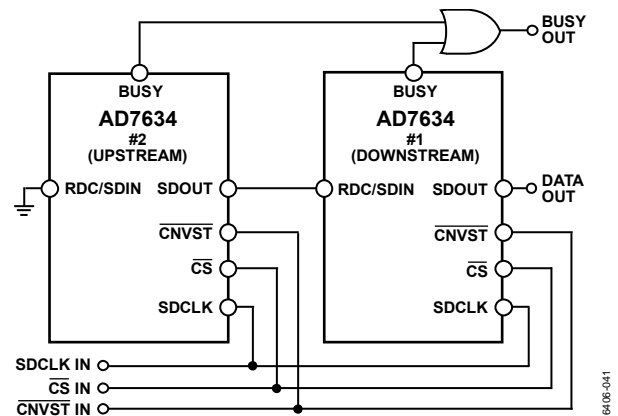 BUSY
OUT
BUSY
AD7634
#2
(UPSTREAM)
RDC/SDIN SDOUT
CNVST
CS
SDCLK
BUSY
AD7634
#1
(DOWNSTREAM)
RDC/SDIN SDOUT
CNVST
CS
SDCLK
DATA
OUT
SDCLK IN
CS IN
CNVST IN
6406-041